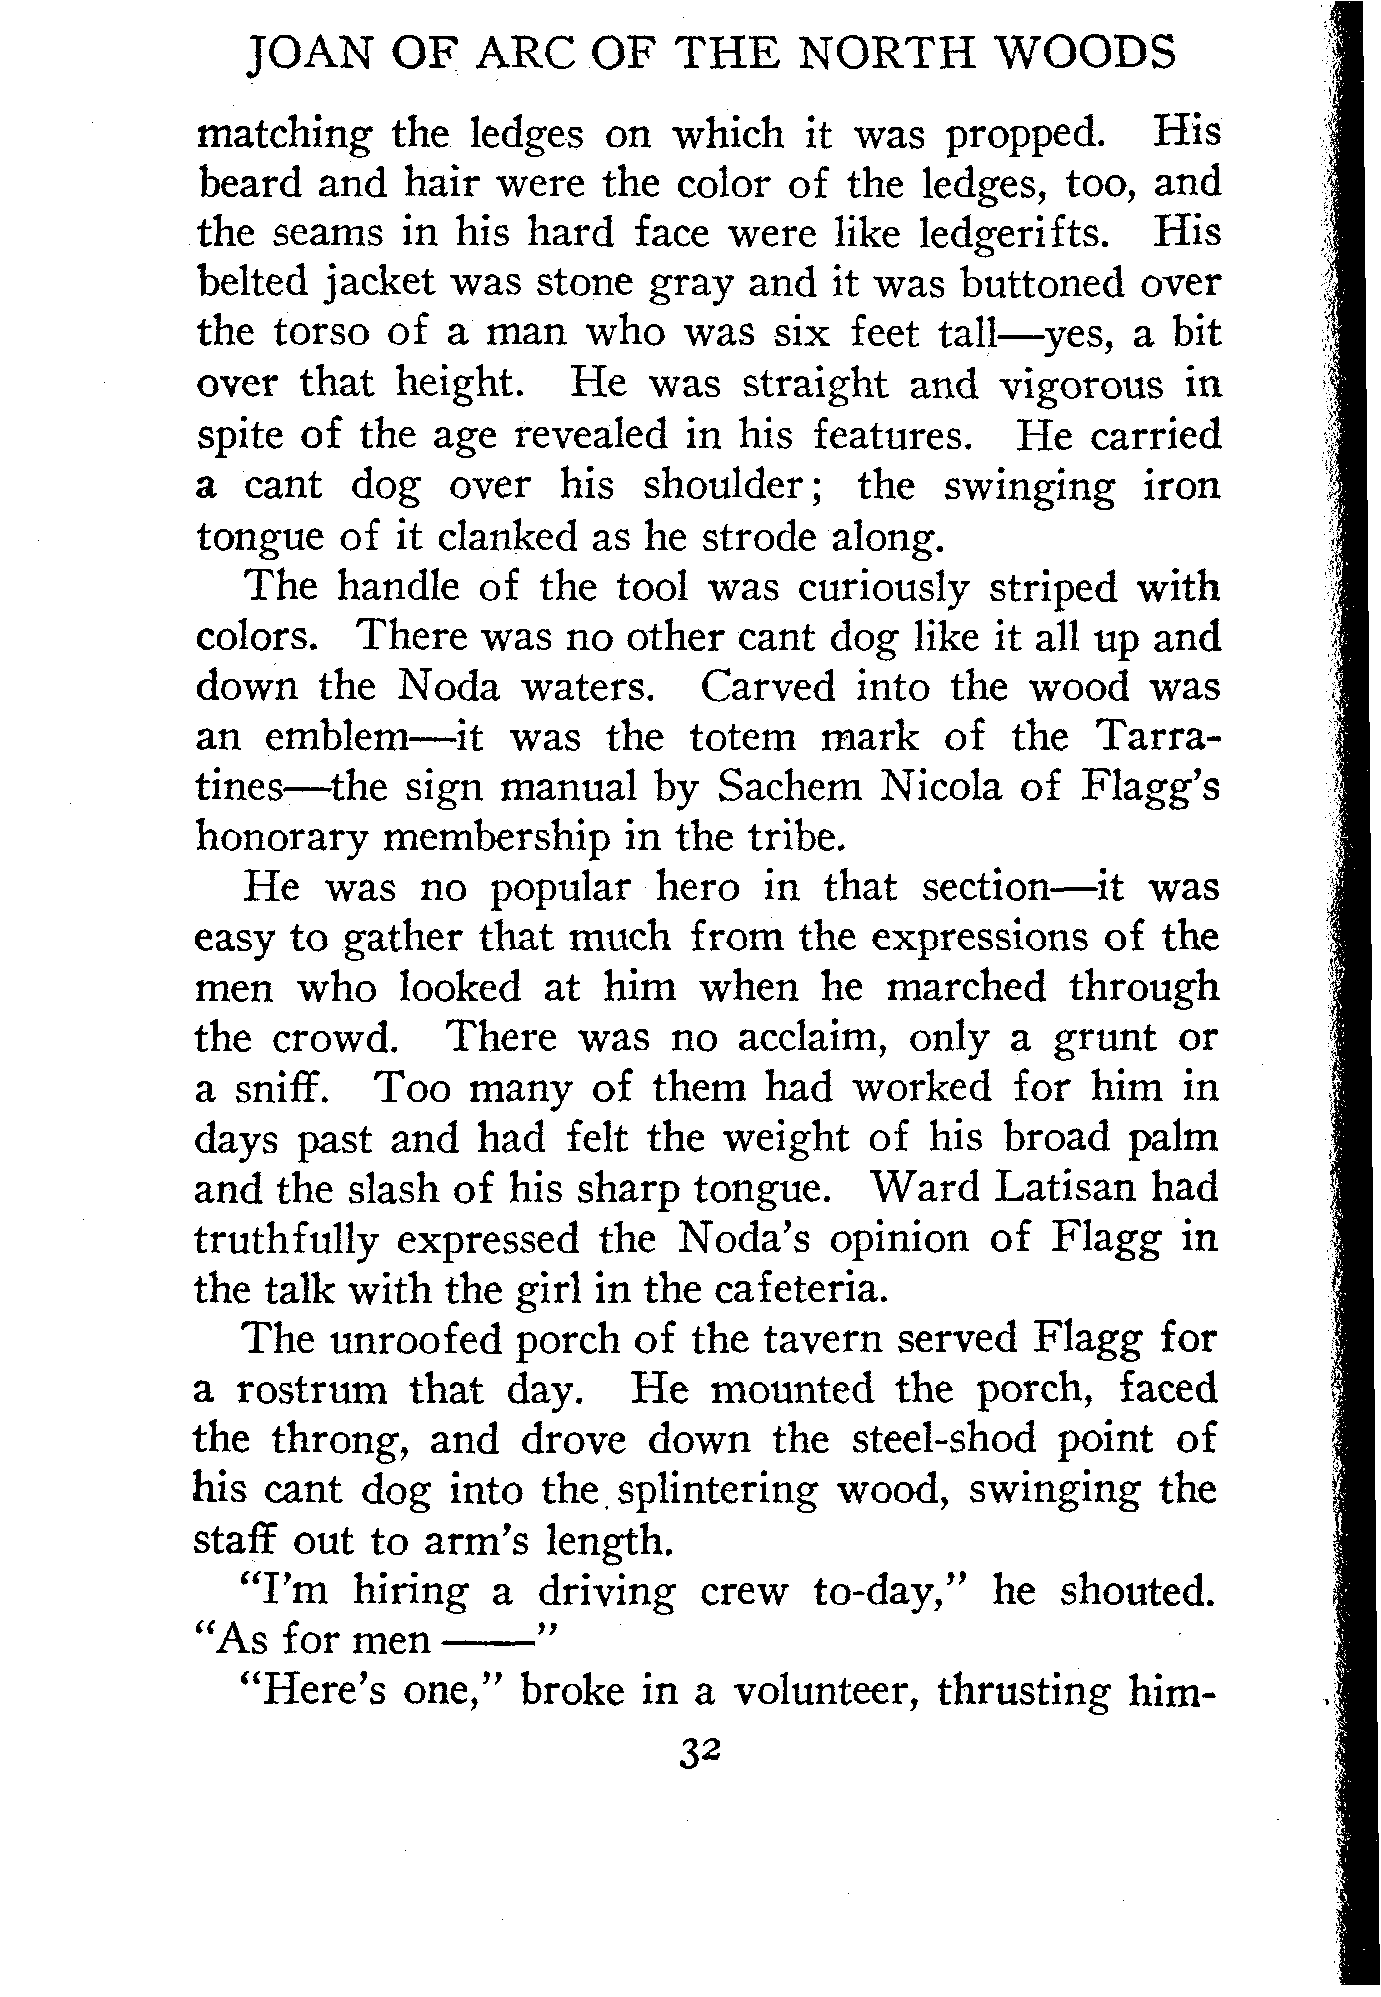 JOAN OF ARC OF THE NORTH WOODS
matching the ledges on which it was propped. His
beard and hair were the color of the ledges, too, and
the seams in his hard face were like ledgerifts. His
belted jacket was stone gray and it was buttoned over
the torso of a man who was six feet tall—yes, a bit
over that height. He was straight and vigorous in
spite of the age revealed in his features. He carried
a cant dog over his shoulder; the swinging iron
tongue of it clanked as he strode along.
The handle of the tool was curiously striped with
colors. There was no other cant dog like it all up and
down the Noda waters. Carved into the wood was
an emblem—it was the totem mark of the Tarra-
tines—the sign manual by Sachem Nicola of Flagg's
honorary membership in the tribe.
He was no popular hero in that section—it was
easy to gather that much from the expressions of the
men who looked at him when he marched through
the crowd. There was no acclaim, only a grunt or
a sniff. Too many of them had worked for him in
days past and had felt the weight of his broad palm
and the slash of his sharp tongue. Ward Latisan had
truthfully expressed the Noda's opinion of Flagg in
the talk with the girl in the cafeteria.
The unroofed porch of the tavern served Flagg for
a rostrum that day. He mounted the porch, faced
the throng, and drove down the steel-shod point of
his cant dog into the splintering wood, swinging the
staff out to arm's length.
"I'm hiring a driving crew to-day," he shouted.
"As for men ——"
"Here's one," broke in a volunteer, thrusting him-
32